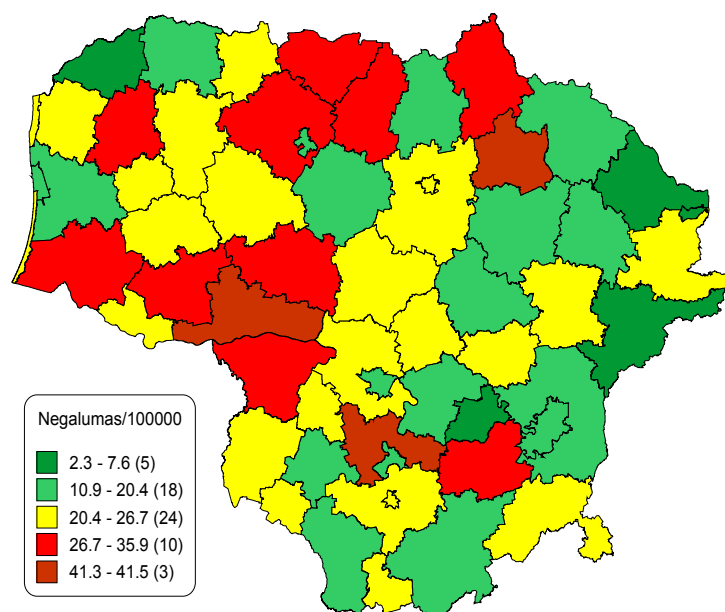 Negalumas/100000
2.3 - 7.6 (5)
10.9 - 20.4 (18)
20.4 - 26.7 (24)
26.7 - 35.9 (10)
41.3 - 41.5 (3)